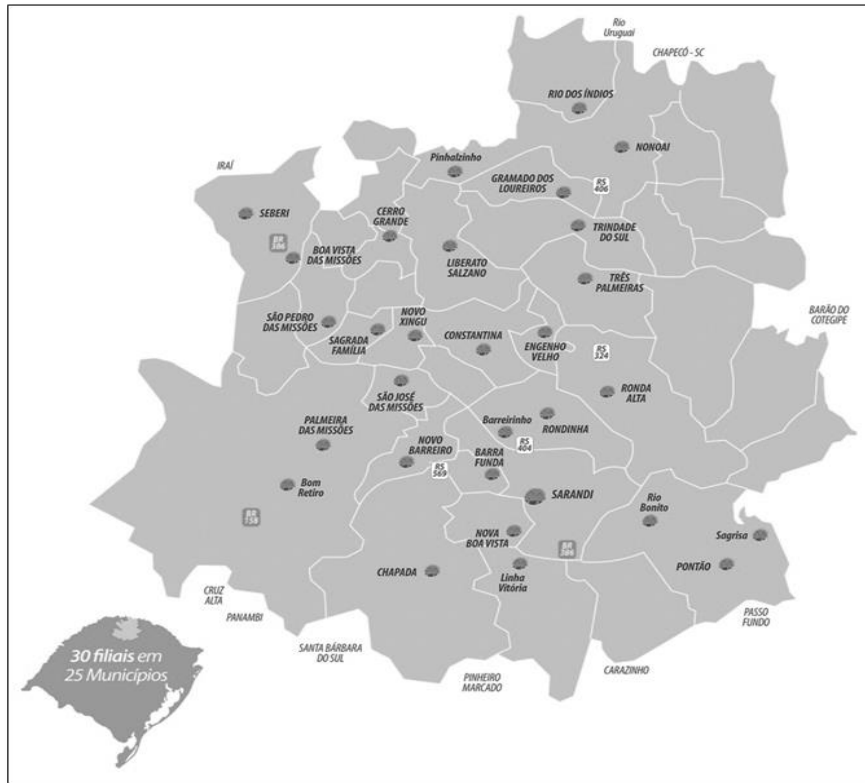 Rio
Uruguai
CHAPECÓ - SC
RIO DOS ÍNDIOS
NONOAI
Pinhalzinho
IRAÍ
GRAMADO DOS
LOUREIROS
RS
406
SEBERI
CERRO
GRANDE
TRINDADE
DO SUL
BR
386
BOA VISTA
DAS MISSÕES
LIBERATO
SALZANO
TRÊS
PALMEIRAS
BARÃO DO
COTEGIPE
SÃO PEDRO
DAS MISSÕES
SAGRADA
FAMÍLIA
NOVO
XINGU
CONSTANTINA
ENGENHO
VELHO
RS
324
SÃO JOSÉ
DAS MISSÕES
RONDA
ALTA
PALMEIRA
DAS MISSÕES
Barreirinho
RONDINHA
RS
404
NOVO
BARREIRO
RS
569
BARRA
FUNDA
Bom
Retiro
SARANDI
Rio
Bonito
BR
158
NOVA
BOA VISTA
BR
386
Sagrisa
CHAPADA
Linha
Vitória
PONTÃO
CRUZ
ALTA
PANAMBI
PASSO
FUNDO
SANTA BÁRBARA
DO SUL
PINHEIRO
MARCADO
CARAZINHO
30 filiais em
25 Municípios